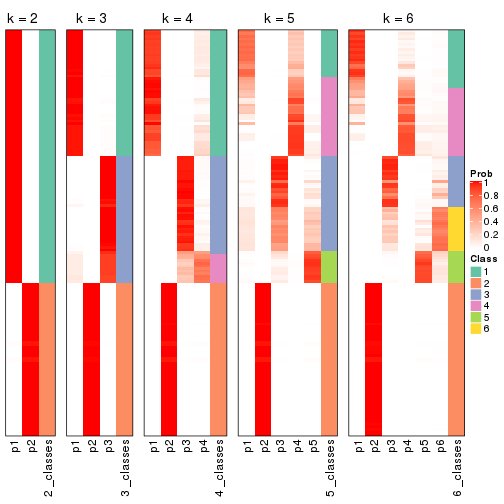 k = 2
k = 3
k = 4
k = 5
k = 6
p1
p2
2_classes
p1
p2
p3
3_classes
p1
p2
p3
p4
4_classes
p1
p2
p3
p4
p5
5_classes
p1
p2
p3
p4
p5
p6
6_classes
Prob
1
0.8
0.6
0.4
0.2
0
Class
1
2
3
4
5
6